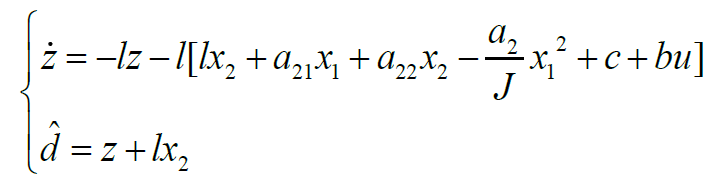 ż = −lz − l[lx₂ + a₂₁x₁ + a₂₂x₂ − a₂/J x₁² + c + bu]
d̂ = z + lx₂